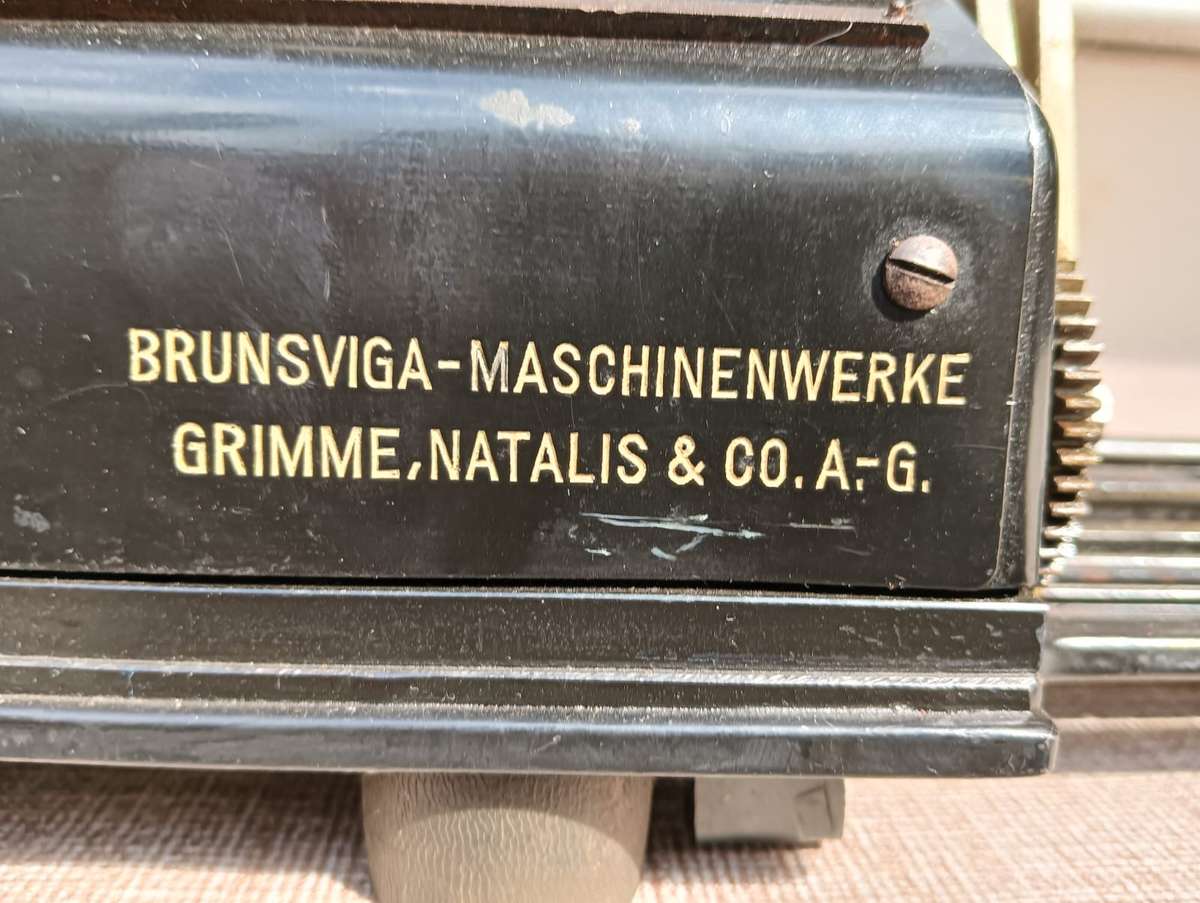 BRUNSVIGA-MASCHINENWERKE
GRIMME, NATALIS & CO. A.-G.